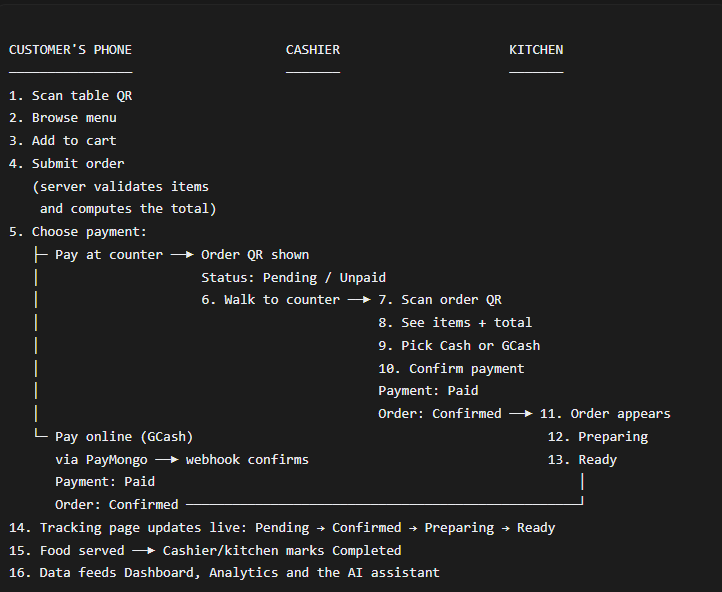 CUSTOMER'S PHONE CASHIER KITCHEN
1. Scan table QR
2. Browse menu
3. Add to cart
4. Submit order
(server validates items
and computes the total)
5. Choose payment:
Pay at counter → Order QR shown
Status: Pending / Unpaid
6. Walk to counter → 7. Scan order QR
8. See items + total
9. Pick Cash or GCash
10. Confirm payment
Payment: Paid
Order: Confirmed → 11. Order appears
Pay online (GCash) 12. Preparing
via PayMongo → webhook confirms 13. Ready
Payment: Paid
Order: Confirmed
14. Tracking page updates live: Pending → Confirmed → Preparing → Ready
15. Food served → Cashier/kitchen marks Completed
16. Data feeds Dashboard, Analytics and the AI assistant